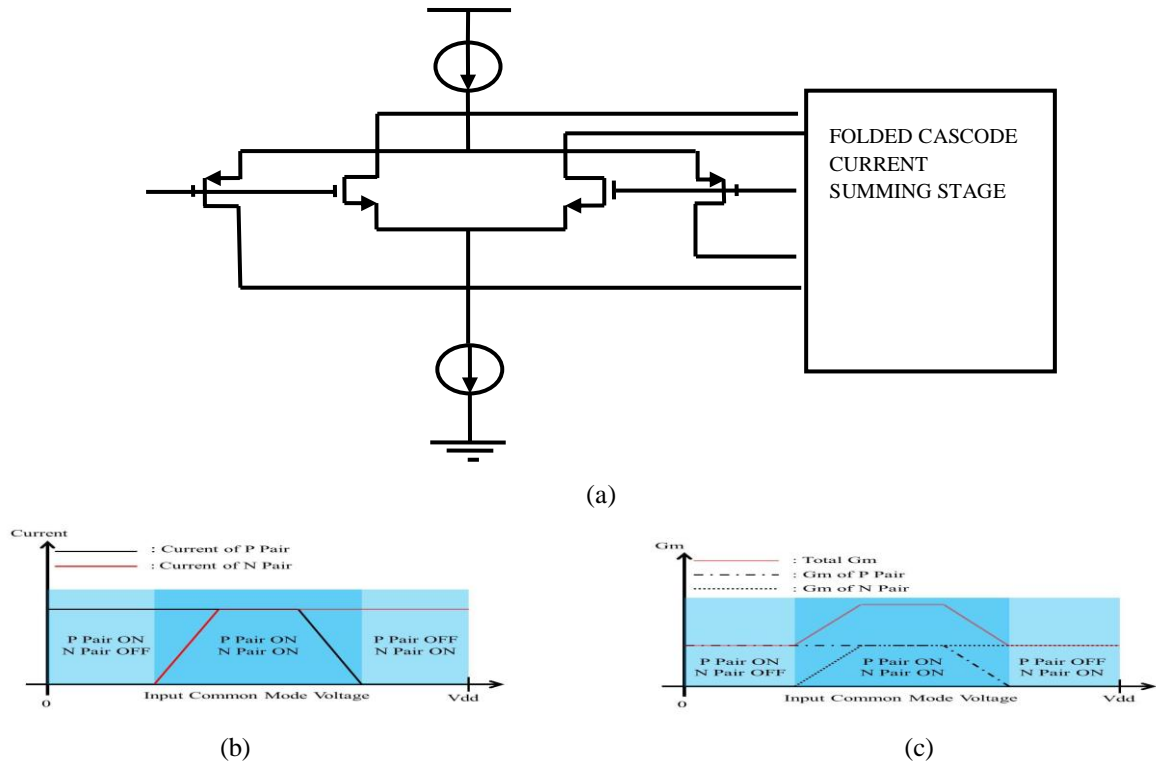 FOLDED CASCODE
CURRENT
SUMMING STAGE
(a)
Current
: Current of P Pair
: Current of N Pair
P Pair ON
N Pair OFF
P Pair ON
N Pair ON
P Pair OFF
N Pair ON
0
Input Common Mode Voltage
Vdd
(b)
Gm
: Total Gm
: Gm of P Pair
: Gm of N Pair
P Pair ON
N Pair OFF
P Pair ON
N Pair ON
P Pair OFF
N Pair ON
0
Input Common Mode Voltage
Vdd
(c)